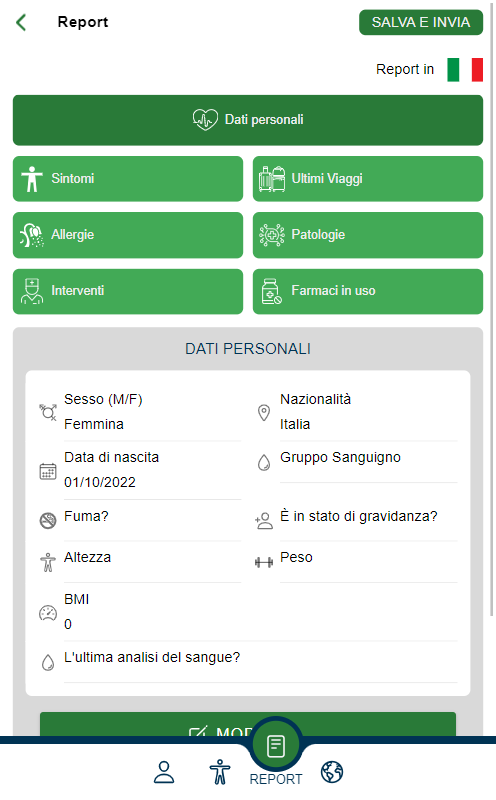 Report
SALVA E INVIA
Report in
Dati personali
Sintomi
Ultimi Viaggi
Allergie
Patologie
Interventi
Farmaci in uso
DATI PERSONALI
Sesso (M/F)
Femmina
Nazionalità
Italia
Data di nascita
01/10/2022
Gruppo Sanguigno
Fuma?
È in stato di gravidanza?
Altezza
Peso
BMI
0
L'ultima analisi del sangue?
REPORT